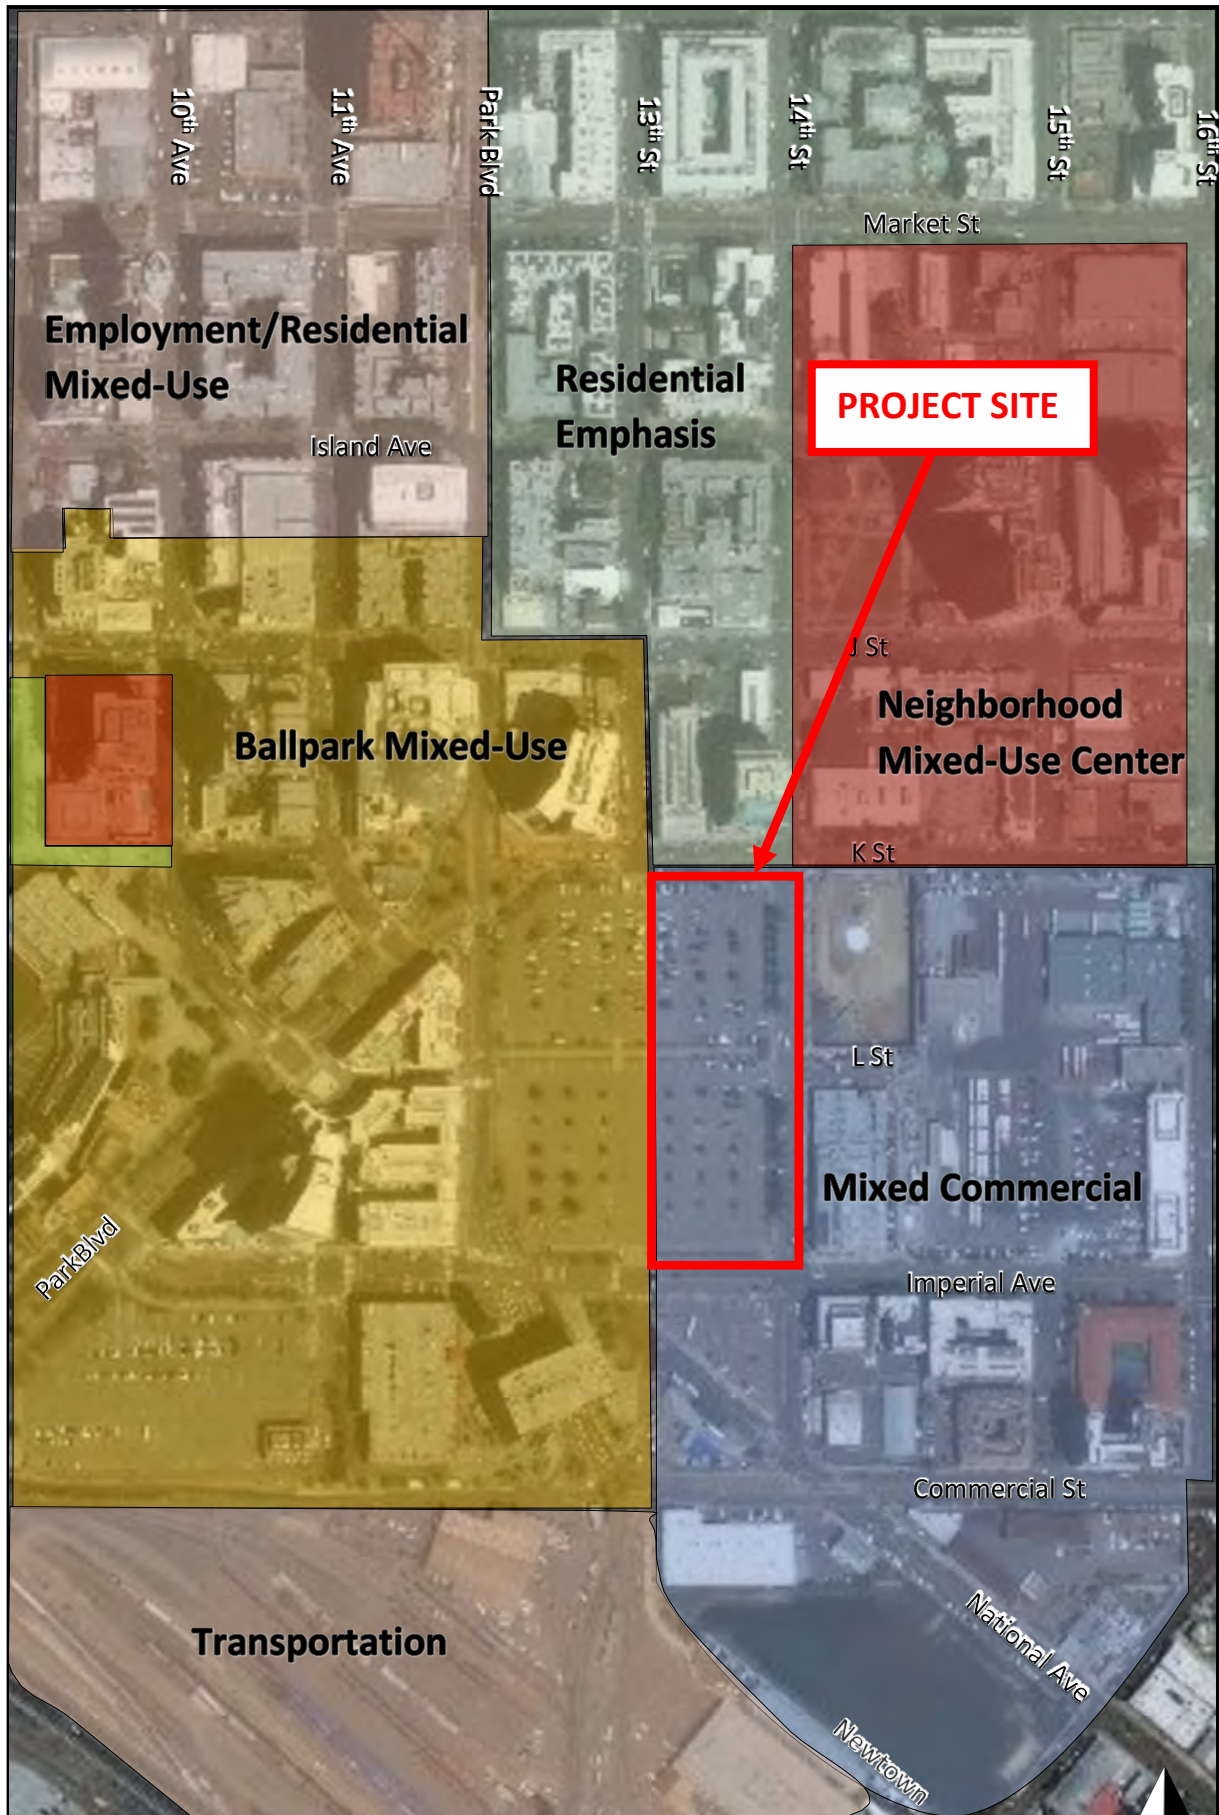 10th Ave
11th Ave
Park Blvd
13th St
14th St
15th St
16th St
Market St
Employment/Residential
Mixed-Use
Residential
Emphasis
PROJECT SITE
Island Ave
J St
Neighborhood
Mixed-Use Center
Ballpark Mixed-Use
K St
L St
Mixed Commercial
ParkBlvd
Imperial Ave
Commercial St
National Ave
Transportation
Newtown